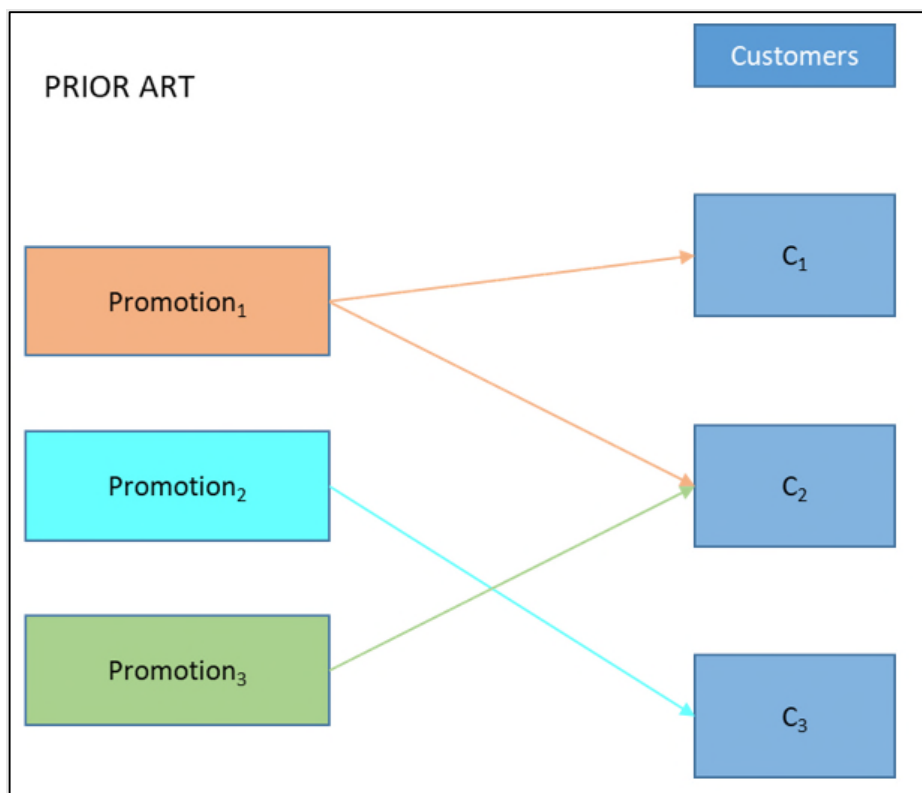 Customers
PRIOR ART
C₁
Promotion₁
C₂
Promotion₂
Promotion₃
C₃